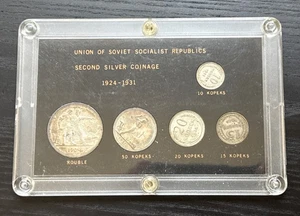 UNION OF SOVIET SOCIALIST REPUBLICS
SECOND SILVER COINAGE
1924-1931
10 KOPEKS
ROUBLE
50 KOPEKS
20 KOPEKS
15 KOPEKS